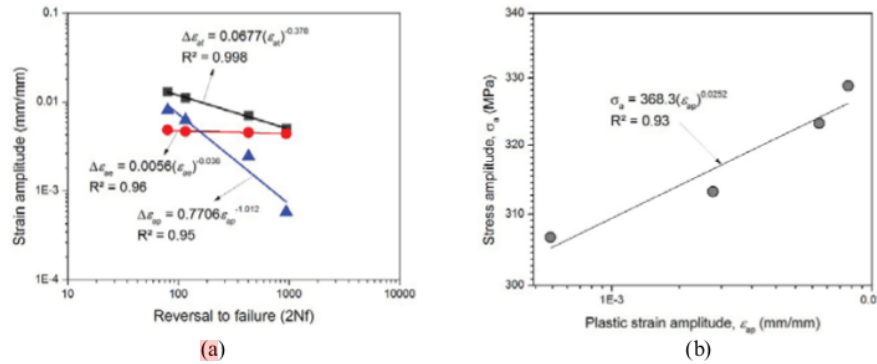 0.1
0.01
1E-3
1E-4
Strain amplitude (mm/mm)
Δε_at = 0.0677(ε_at)^-0.378
R² = 0.998
Δε_ae = 0.0056(ε_ae)^-0.036
R² = 0.96
Δε_ap = 0.7706ε_ap^-1.012
R² = 0.95
10
100
1000
10000
Reversal to failure (2Nf)
(a)
340
330
320
310
300
Stress amplitude, σ_a (MPa)
σ_a = 368.3(ε_ap)^0.0252
R² = 0.93
1E-3
0.0
Plastic strain amplitude, ε_ap (mm/mm)
(b)